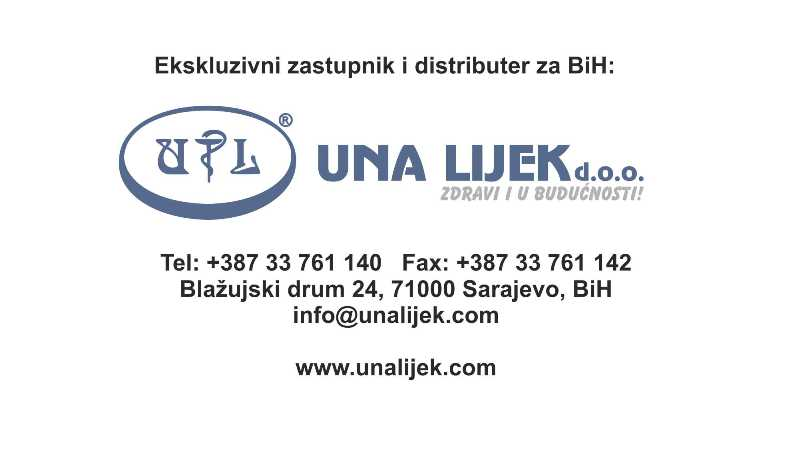 Ekskluzivni zastupnik i distributer za BiH:
UPL ®
UNA LIJEK d.o.o.
ZDRAVI I U BUDUĆNOSTI!
Tel: +387 33 761 140 Fax: +387 33 761 142
Blažujski drum 24, 71000 Sarajevo, BiH
info@unalijek.com
www.unalijek.com